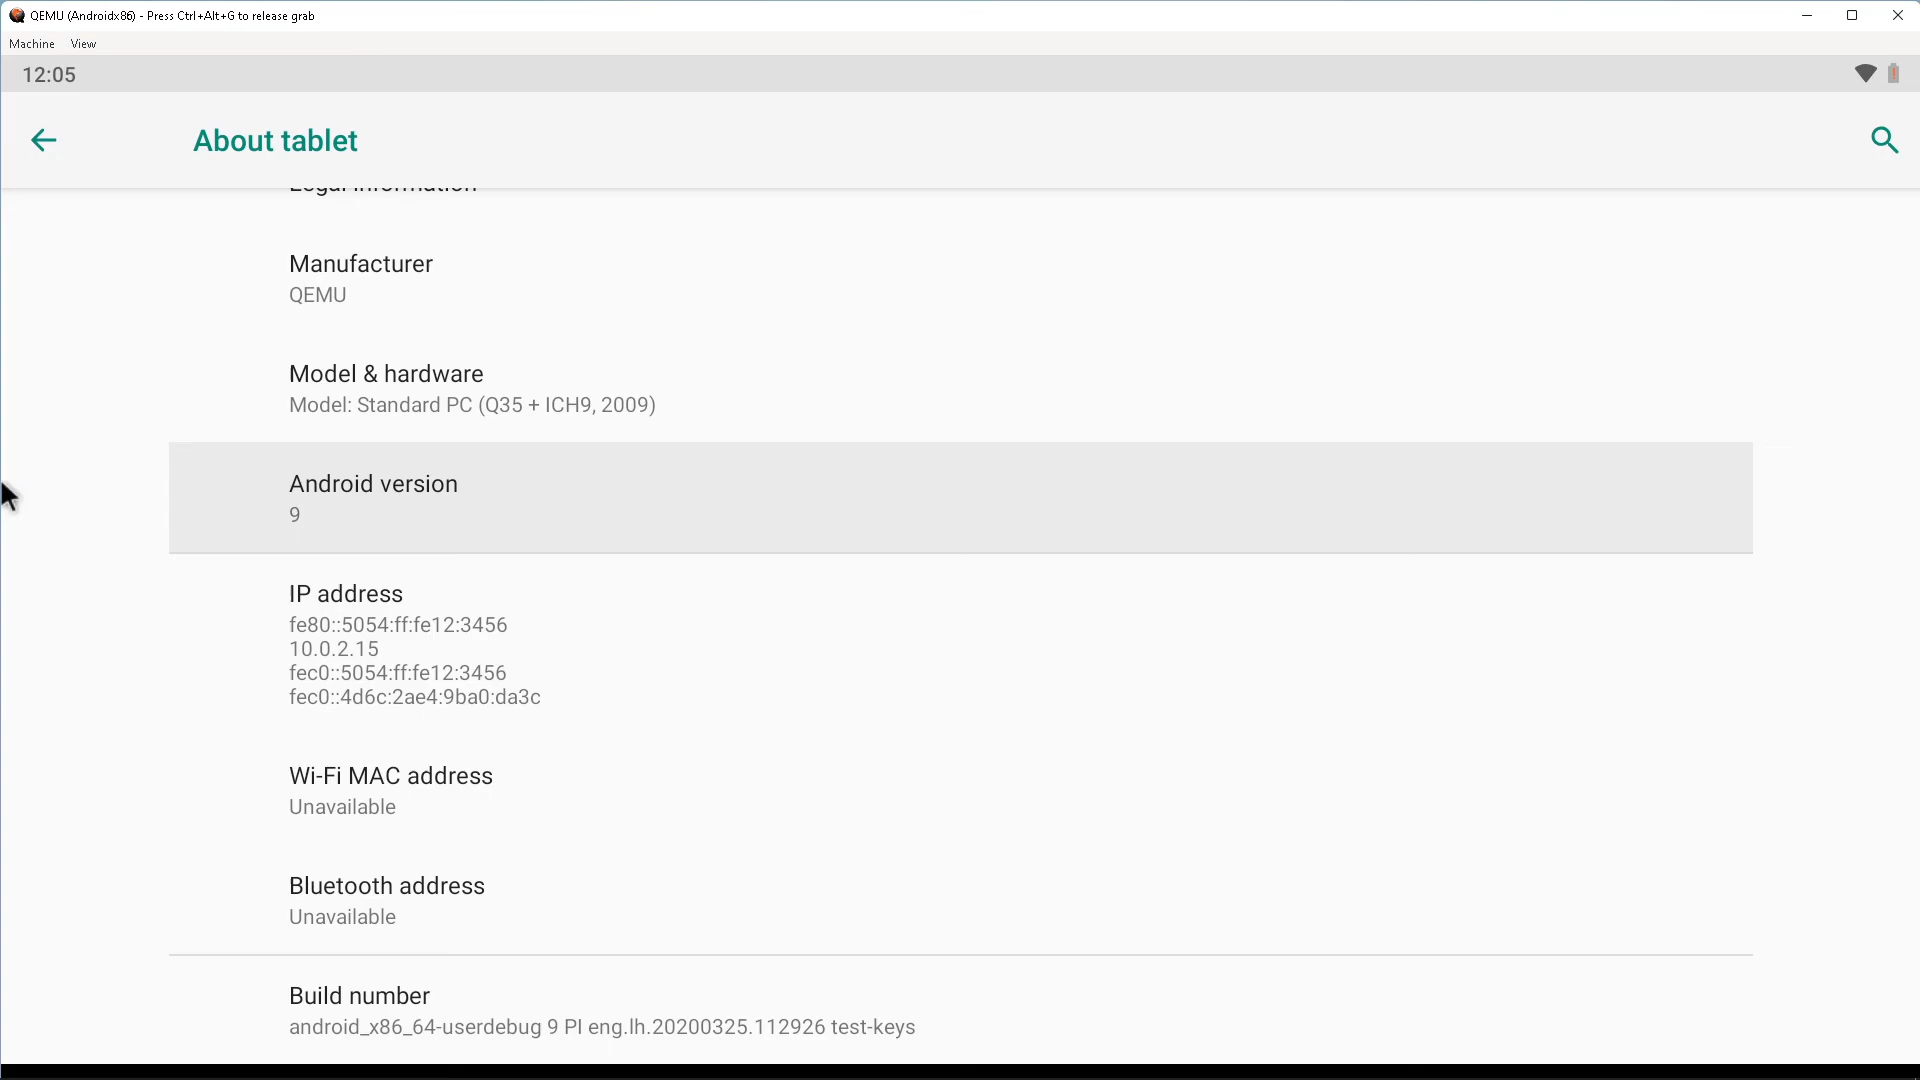 QEMU (Androidx86) - Press Ctrl+Alt+G to release grab
Machine View
12:05
About tablet
Legal information
Manufacturer
QEMU
Model & hardware
Model: Standard PC (Q35 + ICH9, 2009)
Android version
9
IP address
fe80::5054:ff:fe12:3456
10.0.2.15
fec0::5054:ff:fe12:3456
fec0::4d6c:2ae4:9ba0:da3c
Wi-Fi MAC address
Unavailable
Bluetooth address
Unavailable
Build number
android_x86_64-userdebug 9 PI eng.lh.20200325.112926 test-keys